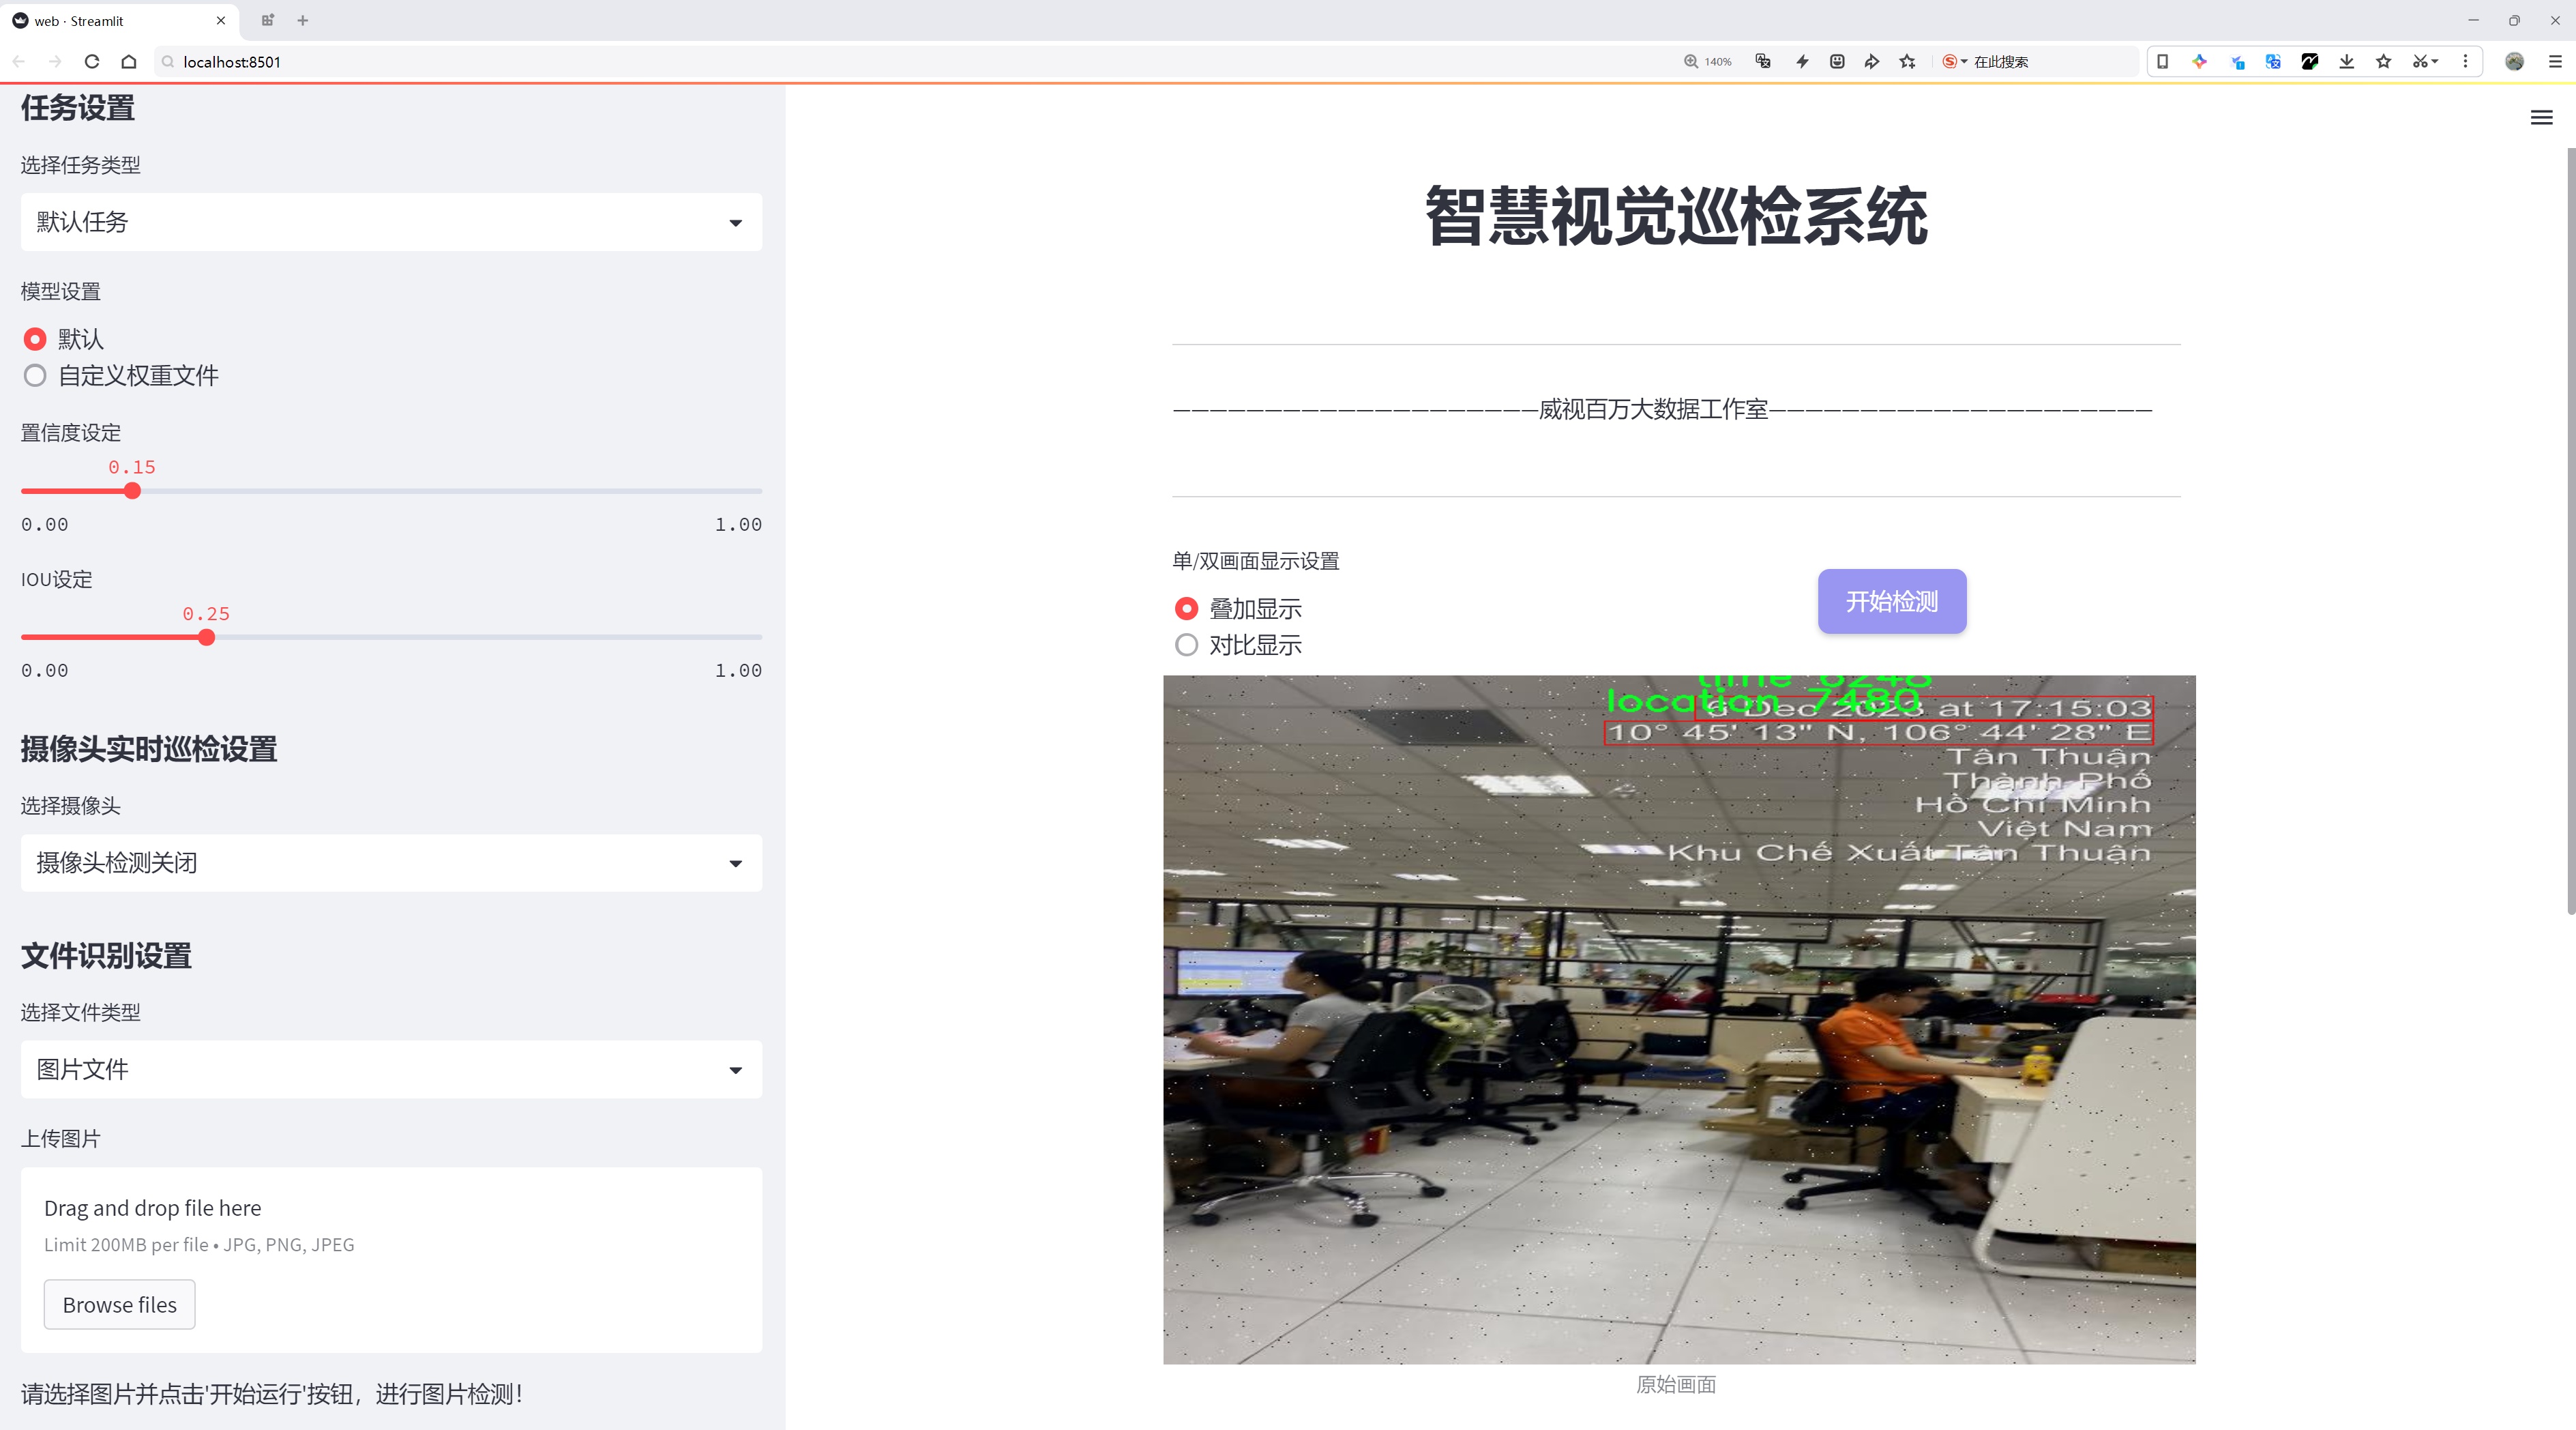 web · Streamlit
localhost:8501
140%
在此搜索
任务设置
选择任务类型
默认任务
模型设置
默认
自定义权重文件
置信度设定
0.15
0.00
1.00
IOU设定
0.25
0.00
1.00
摄像头实时巡检设置
选择摄像头
摄像头检测关闭
文件识别设置
选择文件类型
图片文件
上传图片
Drag and drop file here
Limit 200MB per file • JPG, PNG, JPEG
Browse files
请选择图片并点击'开始运行'按钮，进行图片检测！
智慧视觉巡检系统
————————————————————威视百万大数据工作室—————————————————————
单/双画面显示设置
叠加显示
对比显示
开始检测
location 7480
Dec 2023 at 17:15:03
10° 45' 13" N, 106° 44' 28" E
Tân Thuận
Thành Phố
Hồ Chí Minh
Việt Nam
Khu Chế Xuất Tân Thuận
原始画面